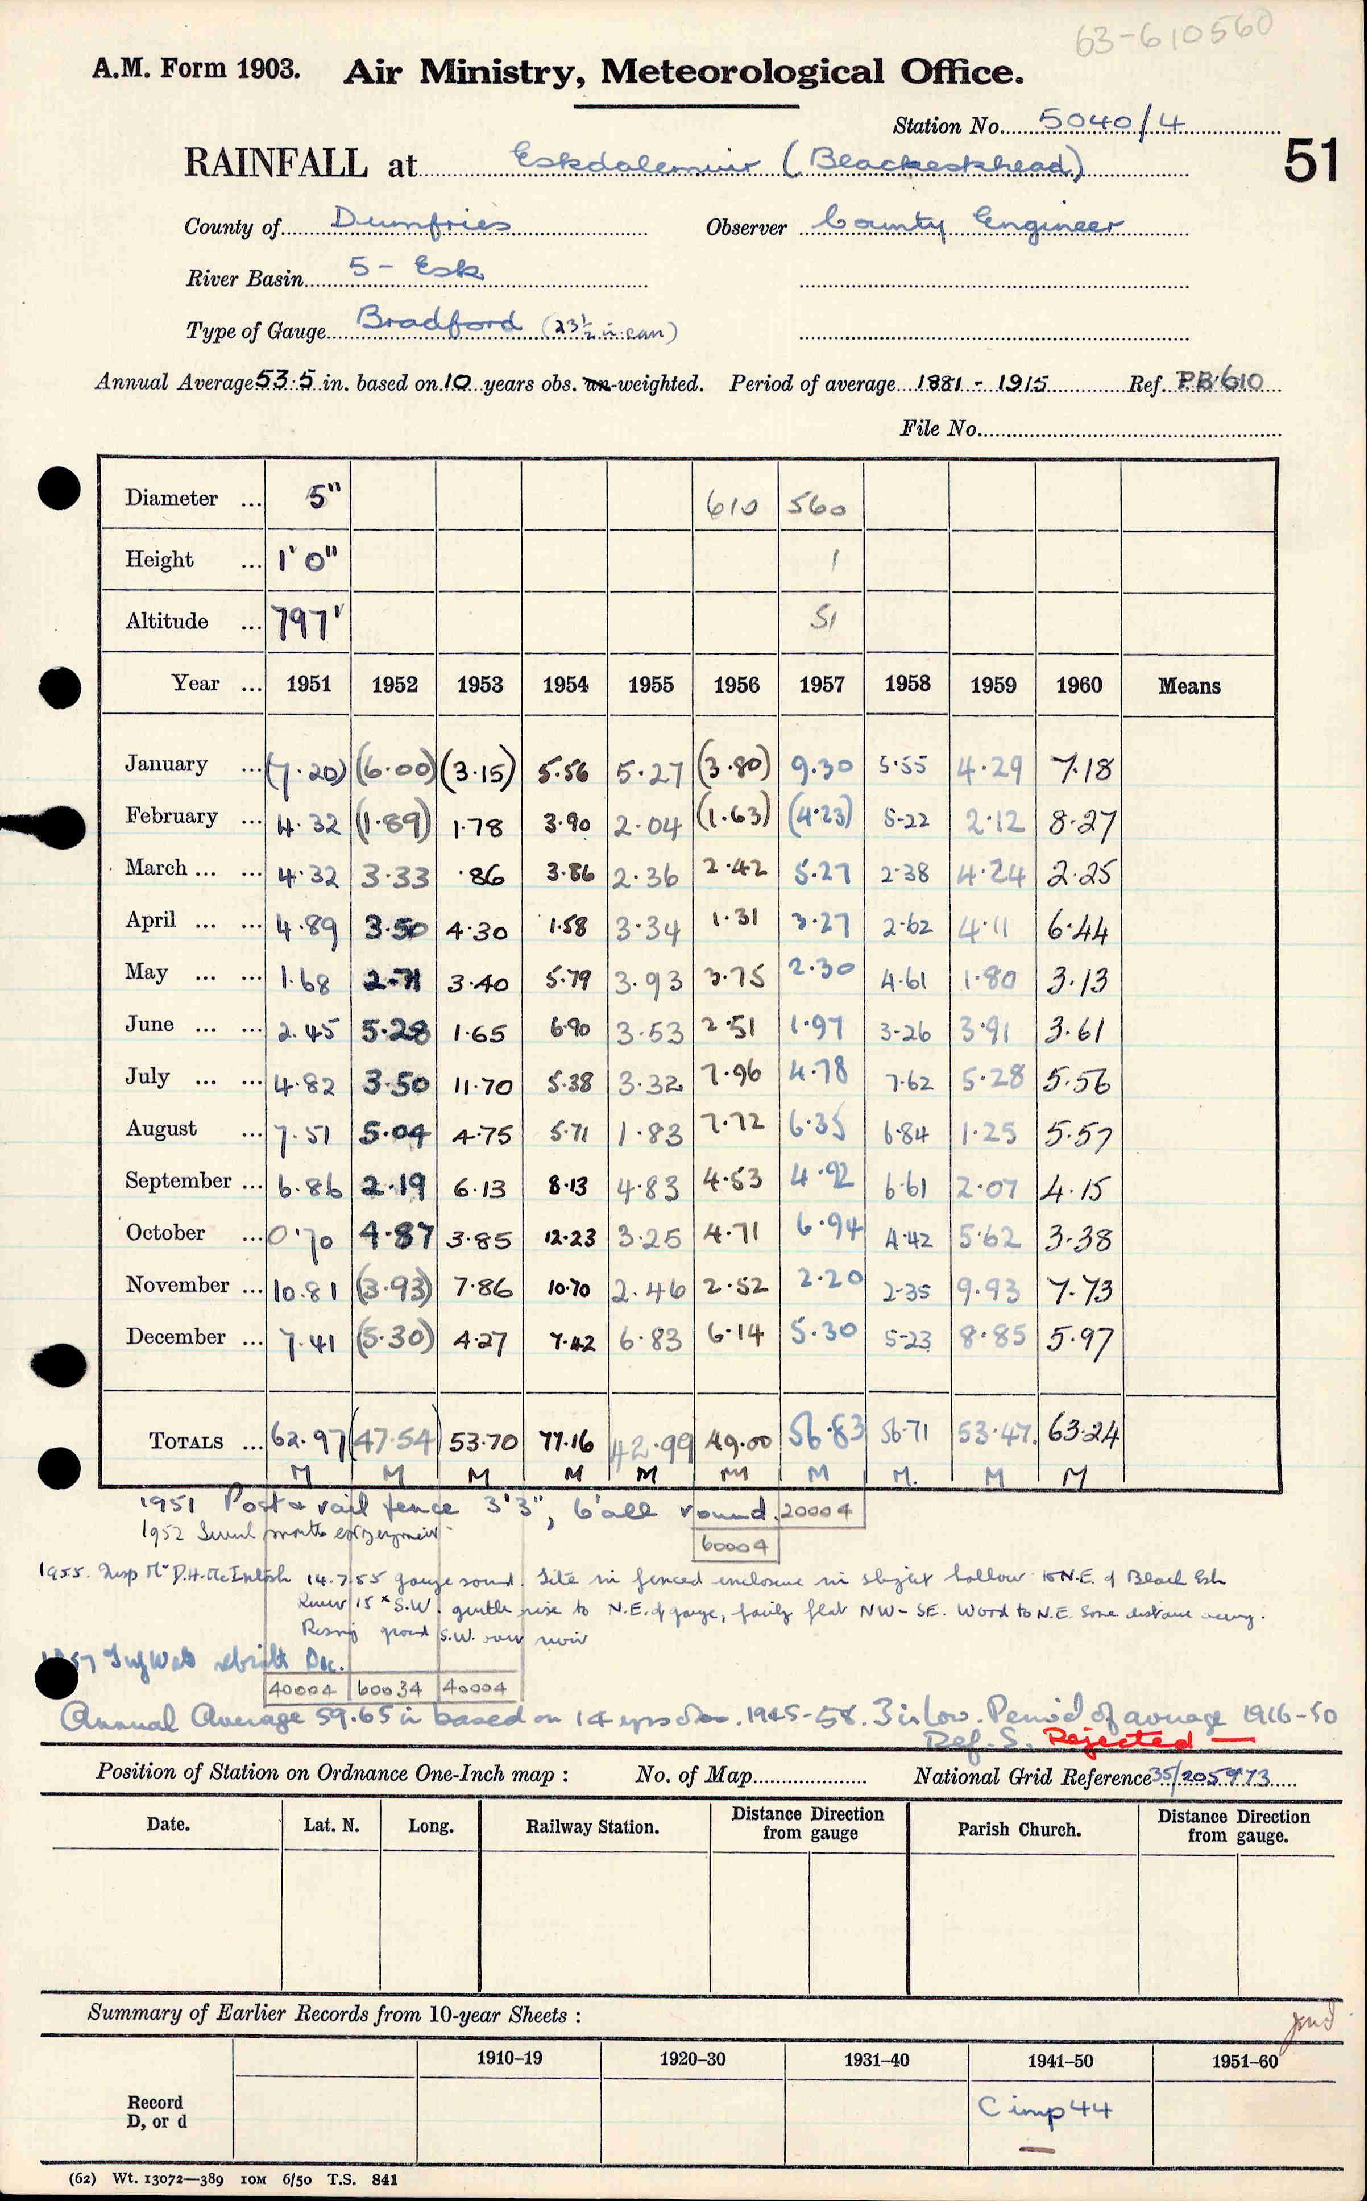 63-610560
A.M. Form 1903. Air Ministry, Meteorological Office.
Station No. 5040/4
RAINFALL at Eskdalemuir (Blackeskhead)
51
County of Dumfries Observer County Engineer
River Basin 5 - Esk
Type of Gauge Bradford (23½ in. can)
Annual Average 53.5 in. based on 10 years obs. un-weighted. Period of average 1881 - 1915 Ref. P.B. 610
File No.
Diameter ... 5" 610 560
Height ... 1' 0" 1
Altitude ... 797' 51
Year ... 1951 1952 1953 1954 1955 1956 1957 1958 1959 1960 Means
January ... (7.20) (6.00) (3.15) 5.56 5.27 (3.80) 9.30 5.55 4.29 7.18
February ... 4.32 (1.89) 1.78 3.90 2.04 (1.63) (4.23) 5.22 2.12 8.27
March ... ... 4.32 3.33 .86 3.86 2.36 2.42 5.27 2.38 4.24 2.25
April ... ... 4.89 3.50 4.30 1.58 3.34 1.31 3.27 2.62 4.11 6.44
May ... ... 1.68 2.71 3.40 5.79 3.93 3.75 2.30 4.61 1.80 3.13
June ... ... 2.45 5.28 1.65 6.90 3.53 2.51 1.97 3.26 3.91 3.61
July ... ... 4.82 3.50 11.70 5.38 3.32 7.96 4.78 7.62 5.28 5.56
August ... 7.51 5.04 4.75 5.71 1.83 7.72 6.35 6.84 1.25 5.57
September ... 6.86 2.19 6.13 8.13 4.83 4.53 4.92 6.61 2.07 4.15
October ... 0.70 4.87 3.85 12.23 3.25 4.71 6.94 4.42 5.62 3.38
November ... 10.81 (3.93) 7.86 10.70 2.46 2.52 2.20 2.35 9.93 7.73
December ... 7.41 (5.30) 4.27 7.42 6.83 6.14 5.30 5.23 8.85 5.97
TOTALS ... 62.97 (47.54) 53.70 77.16 42.99 49.00 56.83 56.71 53.47 63.24
M M M M M M M M. M M
1951 Post & rail fence 3'3", 6' all round. 20004
1952 months 60004
1955. Insp Mr D.H. McIntosh 14.7.55 gauge sound. Site in fenced enclosure in slight hollow to N.E. of Black Esk
River 15 S.W. gentle rise to N.E. of gauge, fairly flat NW - SE. Wood to N.E. some distance away.
Rising ground S.W. over
1957 rebuilt Dec.
40004 60034 40004
Annual Average 59.65 in based on 14 yrs obs. 1945-58. 3 is low. Period of average 1916-50
Ref. S. Rejected —
Position of Station on Ordnance One-Inch map : No. of Map National Grid Reference 35/205973
Date. Lat. N. Long. Railway Station. Distance Direction from gauge Parish Church. Distance Direction from gauge.
Summary of Earlier Records from 10-year Sheets :
1910–19 1920–30 1931–40 1941–50 1951–60
Record D, or d C imp 44
(62) Wt. 13072—389 10M 6/50 T.S. 841